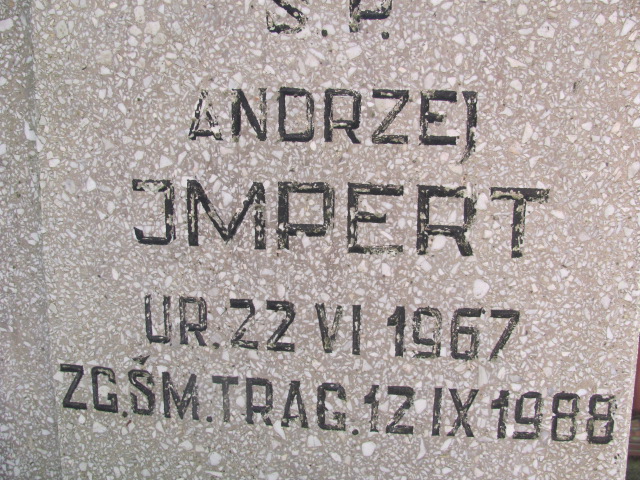 Ś. P.
ANDRZEJ
JMPERT
UR. 22 VI 1967
ZG. ŚM. TRAG. 12 IX 1988